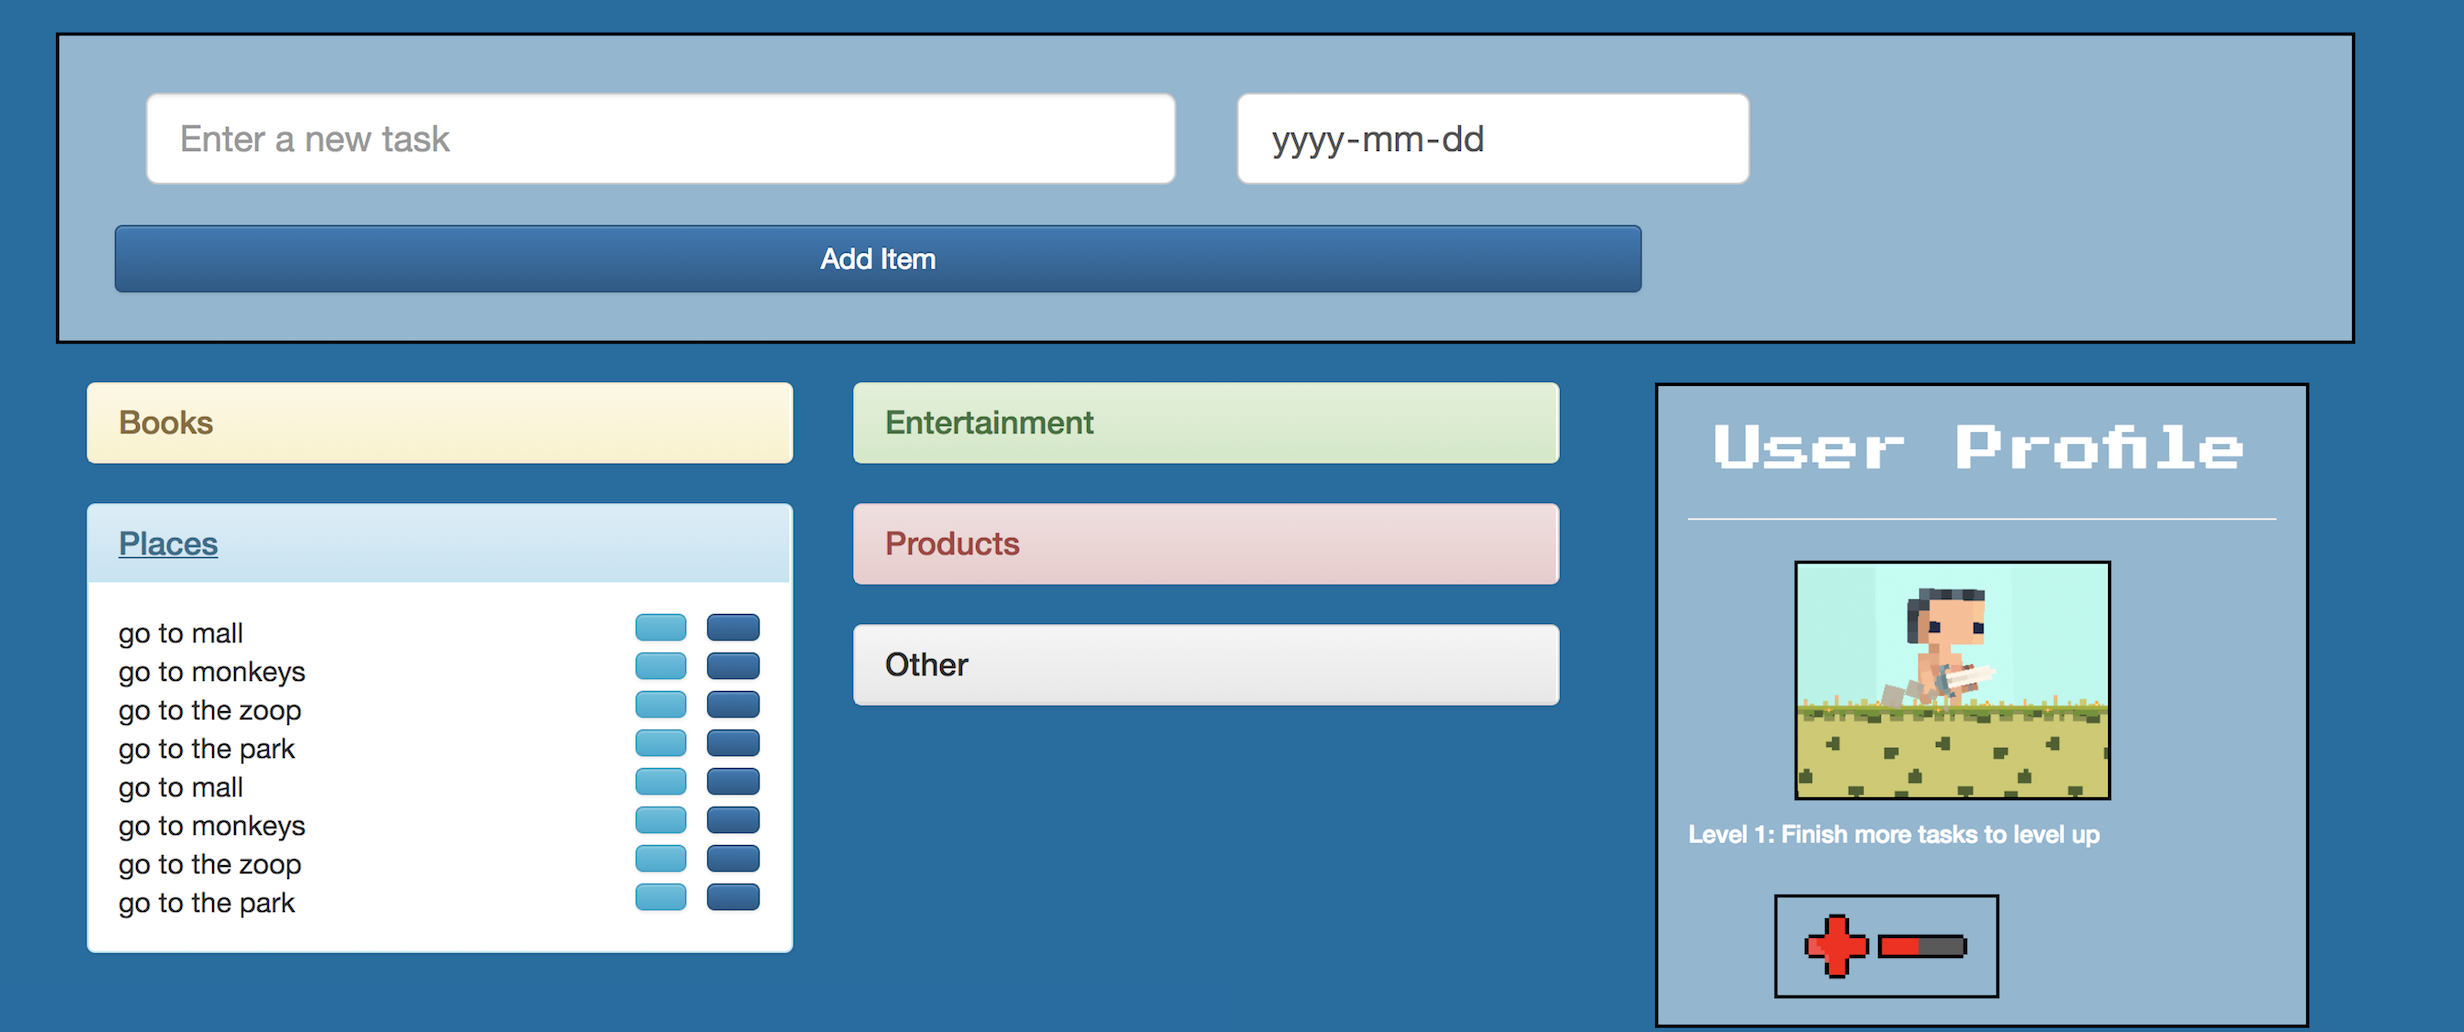 Enter a new task
yyyy-mm-dd
Add Item
Books
Places
go to mall
go to monkeys
go to the zoop
go to the park
go to mall
go to monkeys
go to the zoop
go to the park
Entertainment
Products
Other
User Profile
Level 1: Finish more tasks to level up